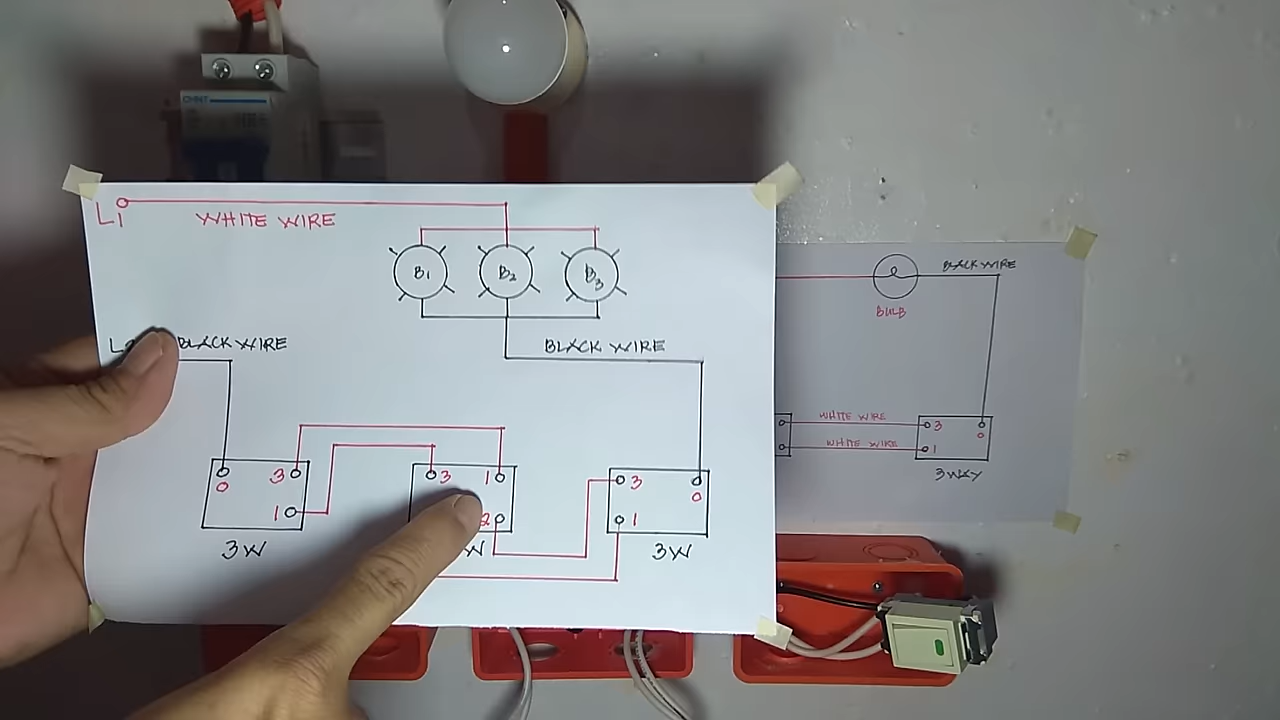 CHNT
L1
WHITE WIRE
B1
B2
B3
BLACK WIRE
BLACK WIRE
0
3
1
3W
3
1
2
W
3
0
1
3W
BLACK WIRE
BULB
WHITE WIRE
WHITE WIRE
3
0
1
3WAY